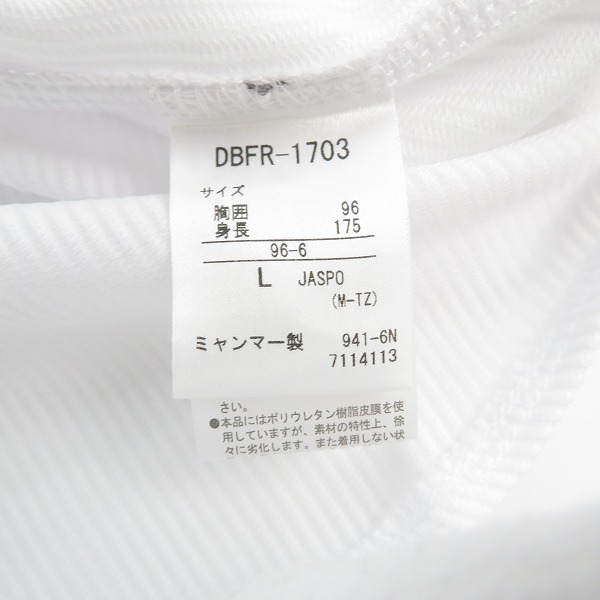 DBFR-1703
サイズ
胸囲 96
身長 175
96-6
L JASPO
(M-TZ)
ミャンマー製 941-6N
7114113
さい。
●本品にはポリウレタン樹脂皮膜を使
用していますが、素材の特性上、徐
々に劣化します。また着用しない状